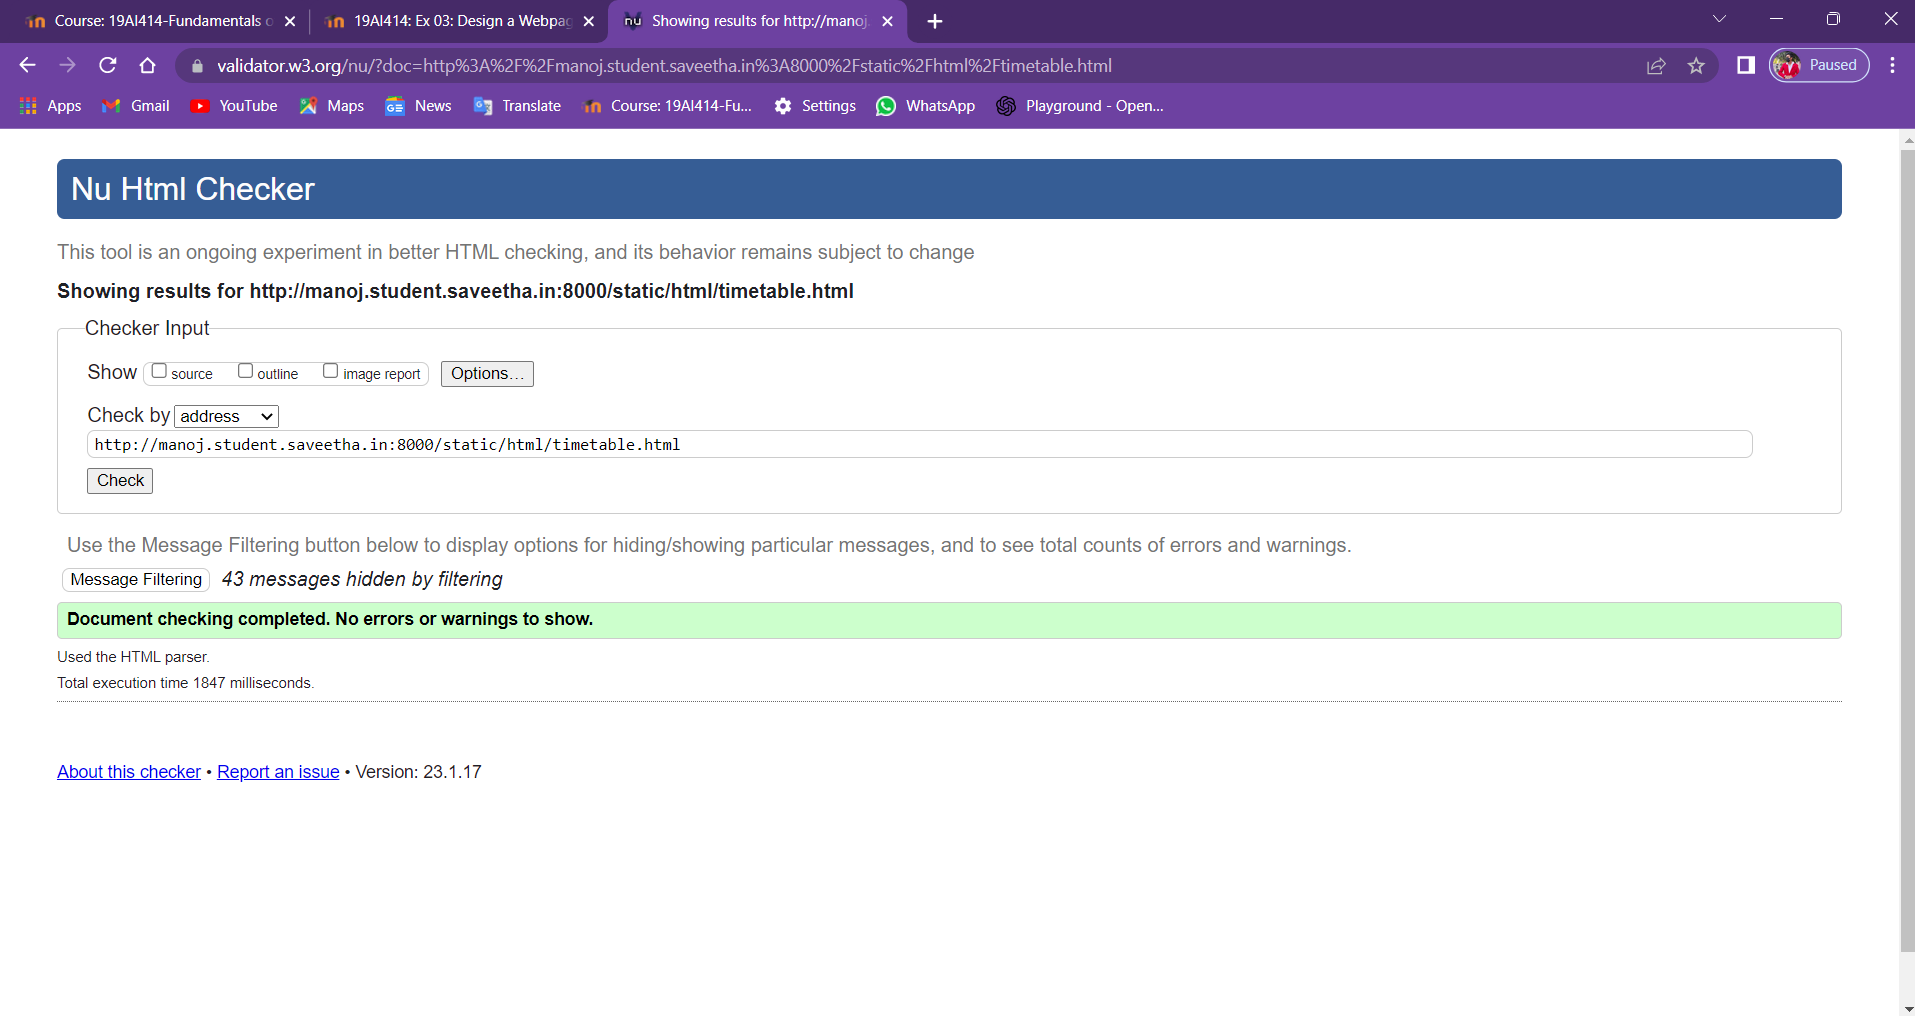 Course: 19AI414-Fundamentals o
19AI414: Ex 03: Design a Webpag
nu Showing results for http://manoj.
validator.w3.org/nu/?doc=http%3A%2F%2Fmanoj.student.saveetha.in%3A8000%2Fstatic%2Fhtml%2Ftimetable.html
Paused
Apps Gmail YouTube Maps GE News Translate Course: 19AI414-Fu... Settings WhatsApp Playground - Open...
Nu Html Checker
This tool is an ongoing experiment in better HTML checking, and its behavior remains subject to change
Showing results for http://manoj.student.saveetha.in:8000/static/html/timetable.html
Checker Input
Show source outline image report Options...
Check by address
http://manoj.student.saveetha.in:8000/static/html/timetable.html
Check
Use the Message Filtering button below to display options for hiding/showing particular messages, and to see total counts of errors and warnings.
Message Filtering 43 messages hidden by filtering
Document checking completed. No errors or warnings to show.
Used the HTML parser.
Total execution time 1847 milliseconds.
About this checker • Report an issue • Version: 23.1.17